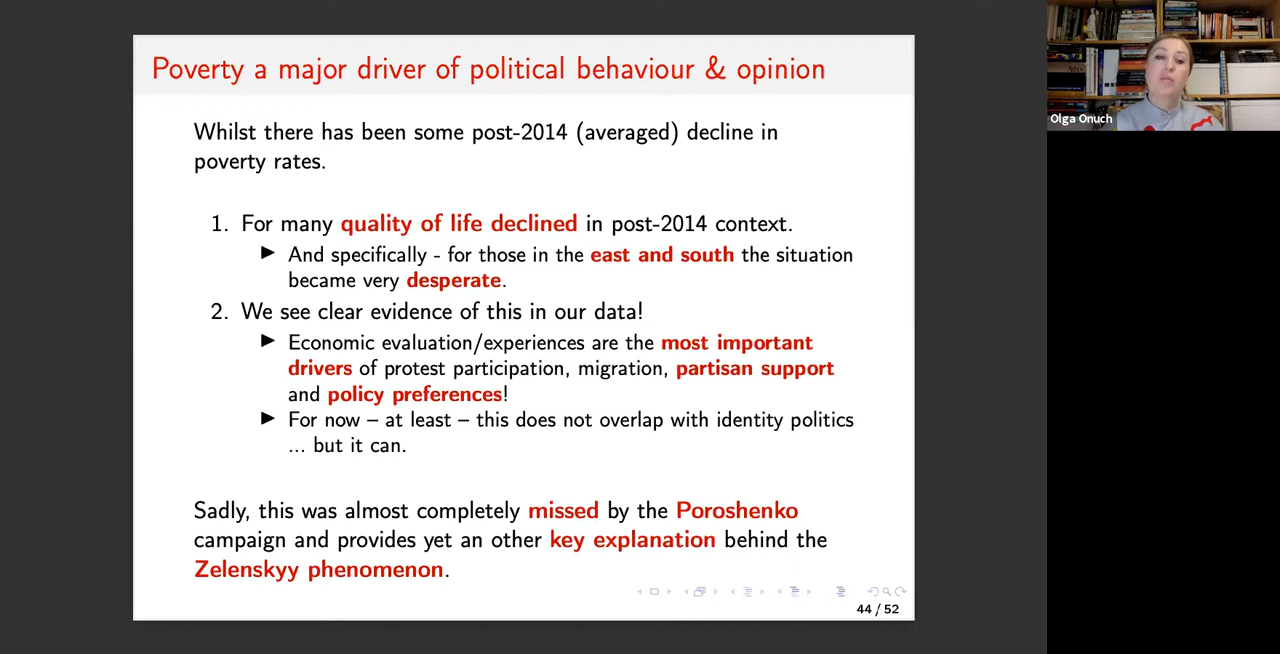 Poverty a major driver of political behaviour & opinion
Whilst there has been some post-2014 (averaged) decline in
poverty rates.
1. For many quality of life declined in post-2014 context.
► And specifically - for those in the east and south the situation
became very desperate.
2. We see clear evidence of this in our data!
► Economic evaluation/experiences are the most important
drivers of protest participation, migration, partisan support
and policy preferences!
► For now – at least – this does not overlap with identity politics
... but it can.
Sadly, this was almost completely missed by the Poroshenko
campaign and provides yet an other key explanation behind the
Zelenskyy phenomenon.
44 / 52
Olga Onuch